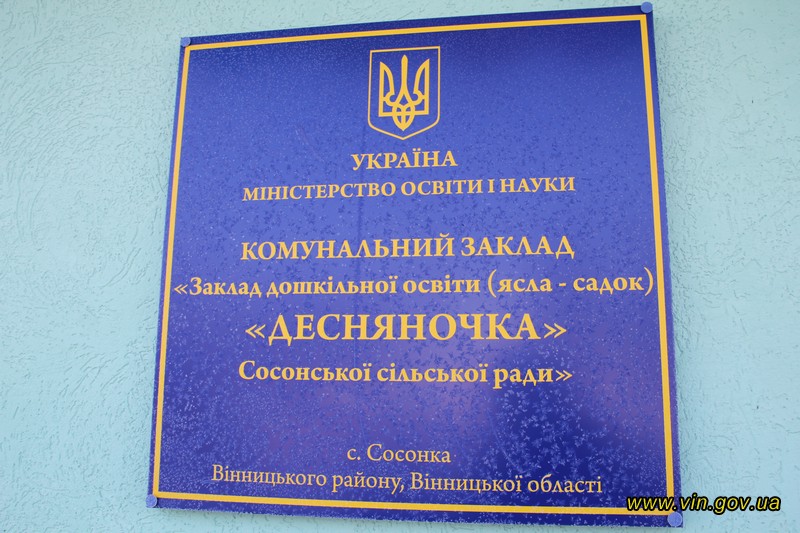 УКРАЇНА
МІНІСТЕРСТВО ОСВІТИ І НАУКИ
КОМУНАЛЬНИЙ ЗАКЛАД
«Заклад дошкільної освіти (ясла - садок)
«ДЕСНЯНОЧКА»
Сосонської сільської ради»
с. Сосонка
Вінницького району, Вінницької області
www.vin.gov.ua